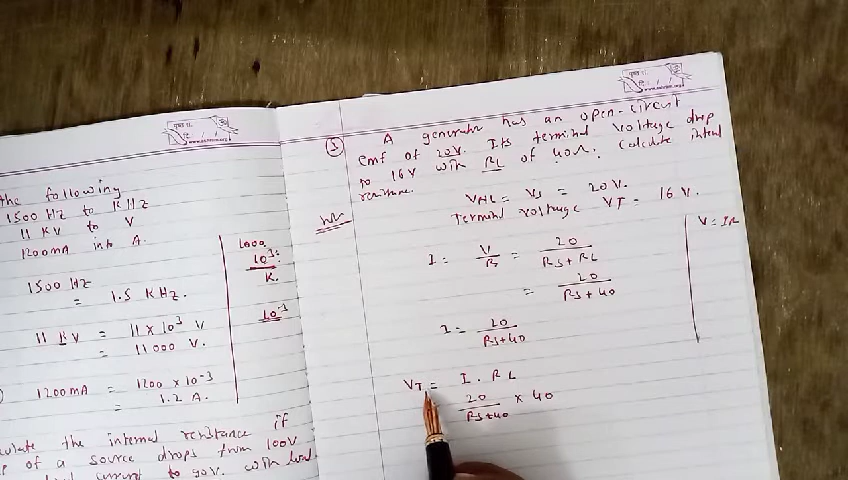 the following
1500 Hz to KHz
11 KV to V
1200mA into A.
1500 Hz
= 1.5 KHz.
11 KV = 11 x 10³ V
= 11000 V.
1200mA = 1200 x 10⁻³
= 1.2 A.
the internal resistance if
of a source drops from 100V
current to 90V. with load
1000
10³
K.
10⁻³
www.
① A generator has an open-circuit
emf of 20V. Its terminal voltage drop
to 16V with RL of 40Ω. Calculate internal
resistance.
VNL = VS = 20V.
Terminal voltage VT = 16 V.
V = IR
I = V/R = 20/RS+RL
= 20/RS+40
I = 20/RS+40
VT = I . RL
20/RS+40 x 40